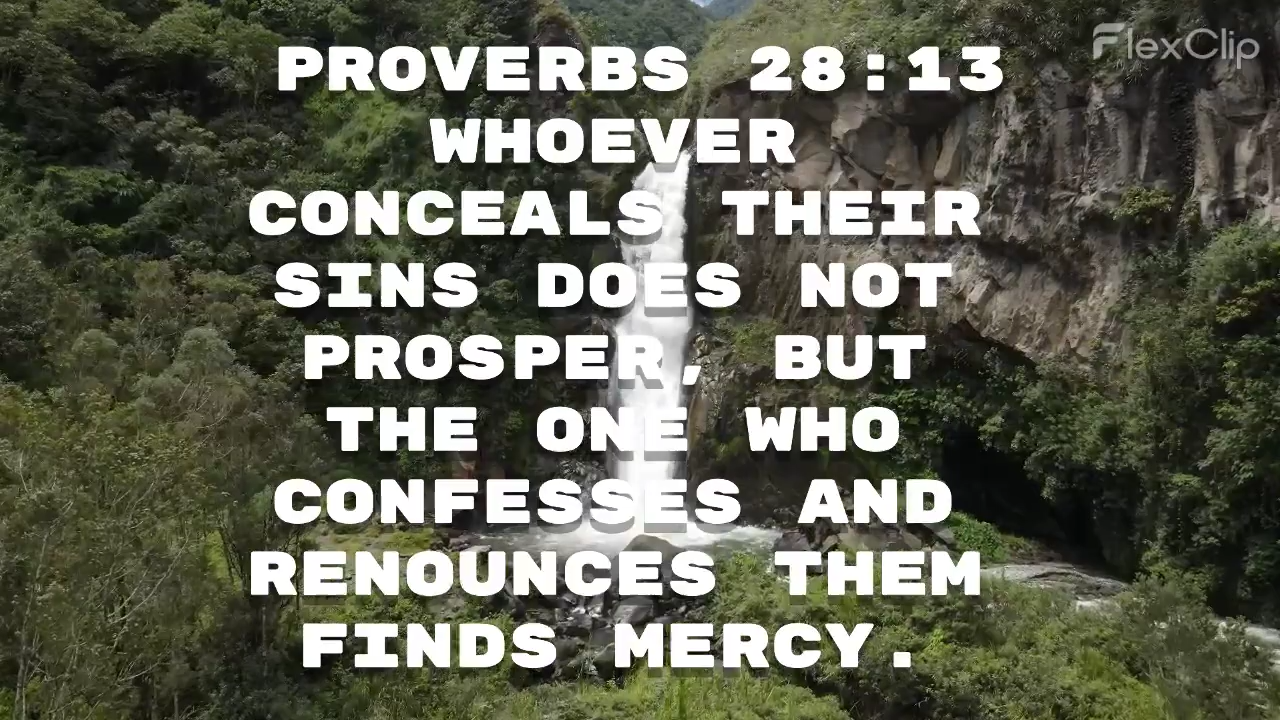 FlexClip
PROVERBS 28:13
WHOEVER
CONCEALS THEIR
SINS DOES NOT
PROSPER, BUT
THE ONE WHO
CONFESSES AND
RENOUNCES THEM
FINDS MERCY.